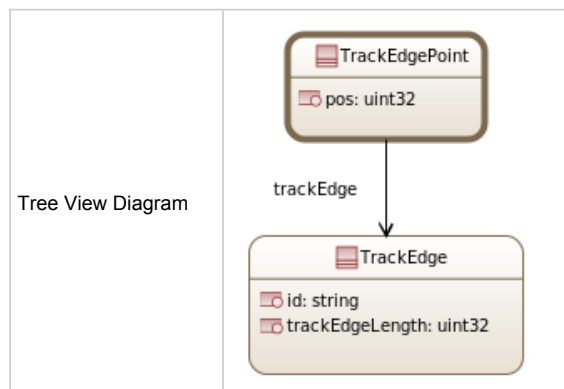 TrackEdgePoint
pos: uint32
trackEdge
Tree View Diagram
TrackEdge
id: string
trackEdgeLength: uint32